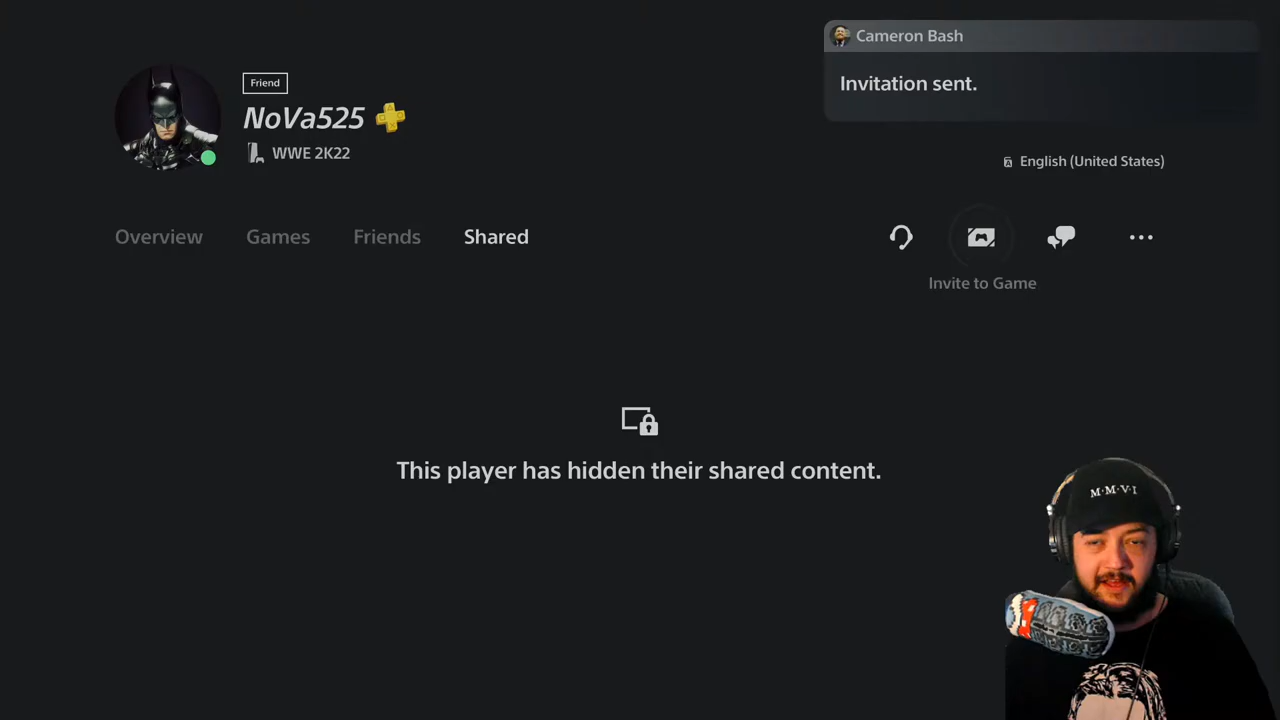 Cameron Bash
Invitation sent.
Friend
NoVa525
WWE 2K22
English (United States)
Overview
Games
Friends
Shared
Invite to Game
This player has hidden their shared content.
M·M·V·I